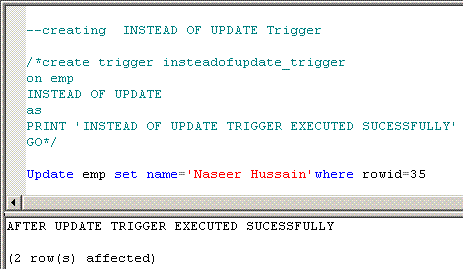 --creating  INSTEAD OF UPDATE Trigger
/*create trigger insteadofupdate_trigger
on emp
INSTEAD OF UPDATE
as
PRINT 'INSTEAD OF UPDATE TRIGGER EXECUTED SUCESSFULLY'
GO*/
Update emp set name='Naseer Hussain'where rowid=35
AFTER UPDATE TRIGGER EXECUTED SUCESSFULLY
(2 row(s) affected)